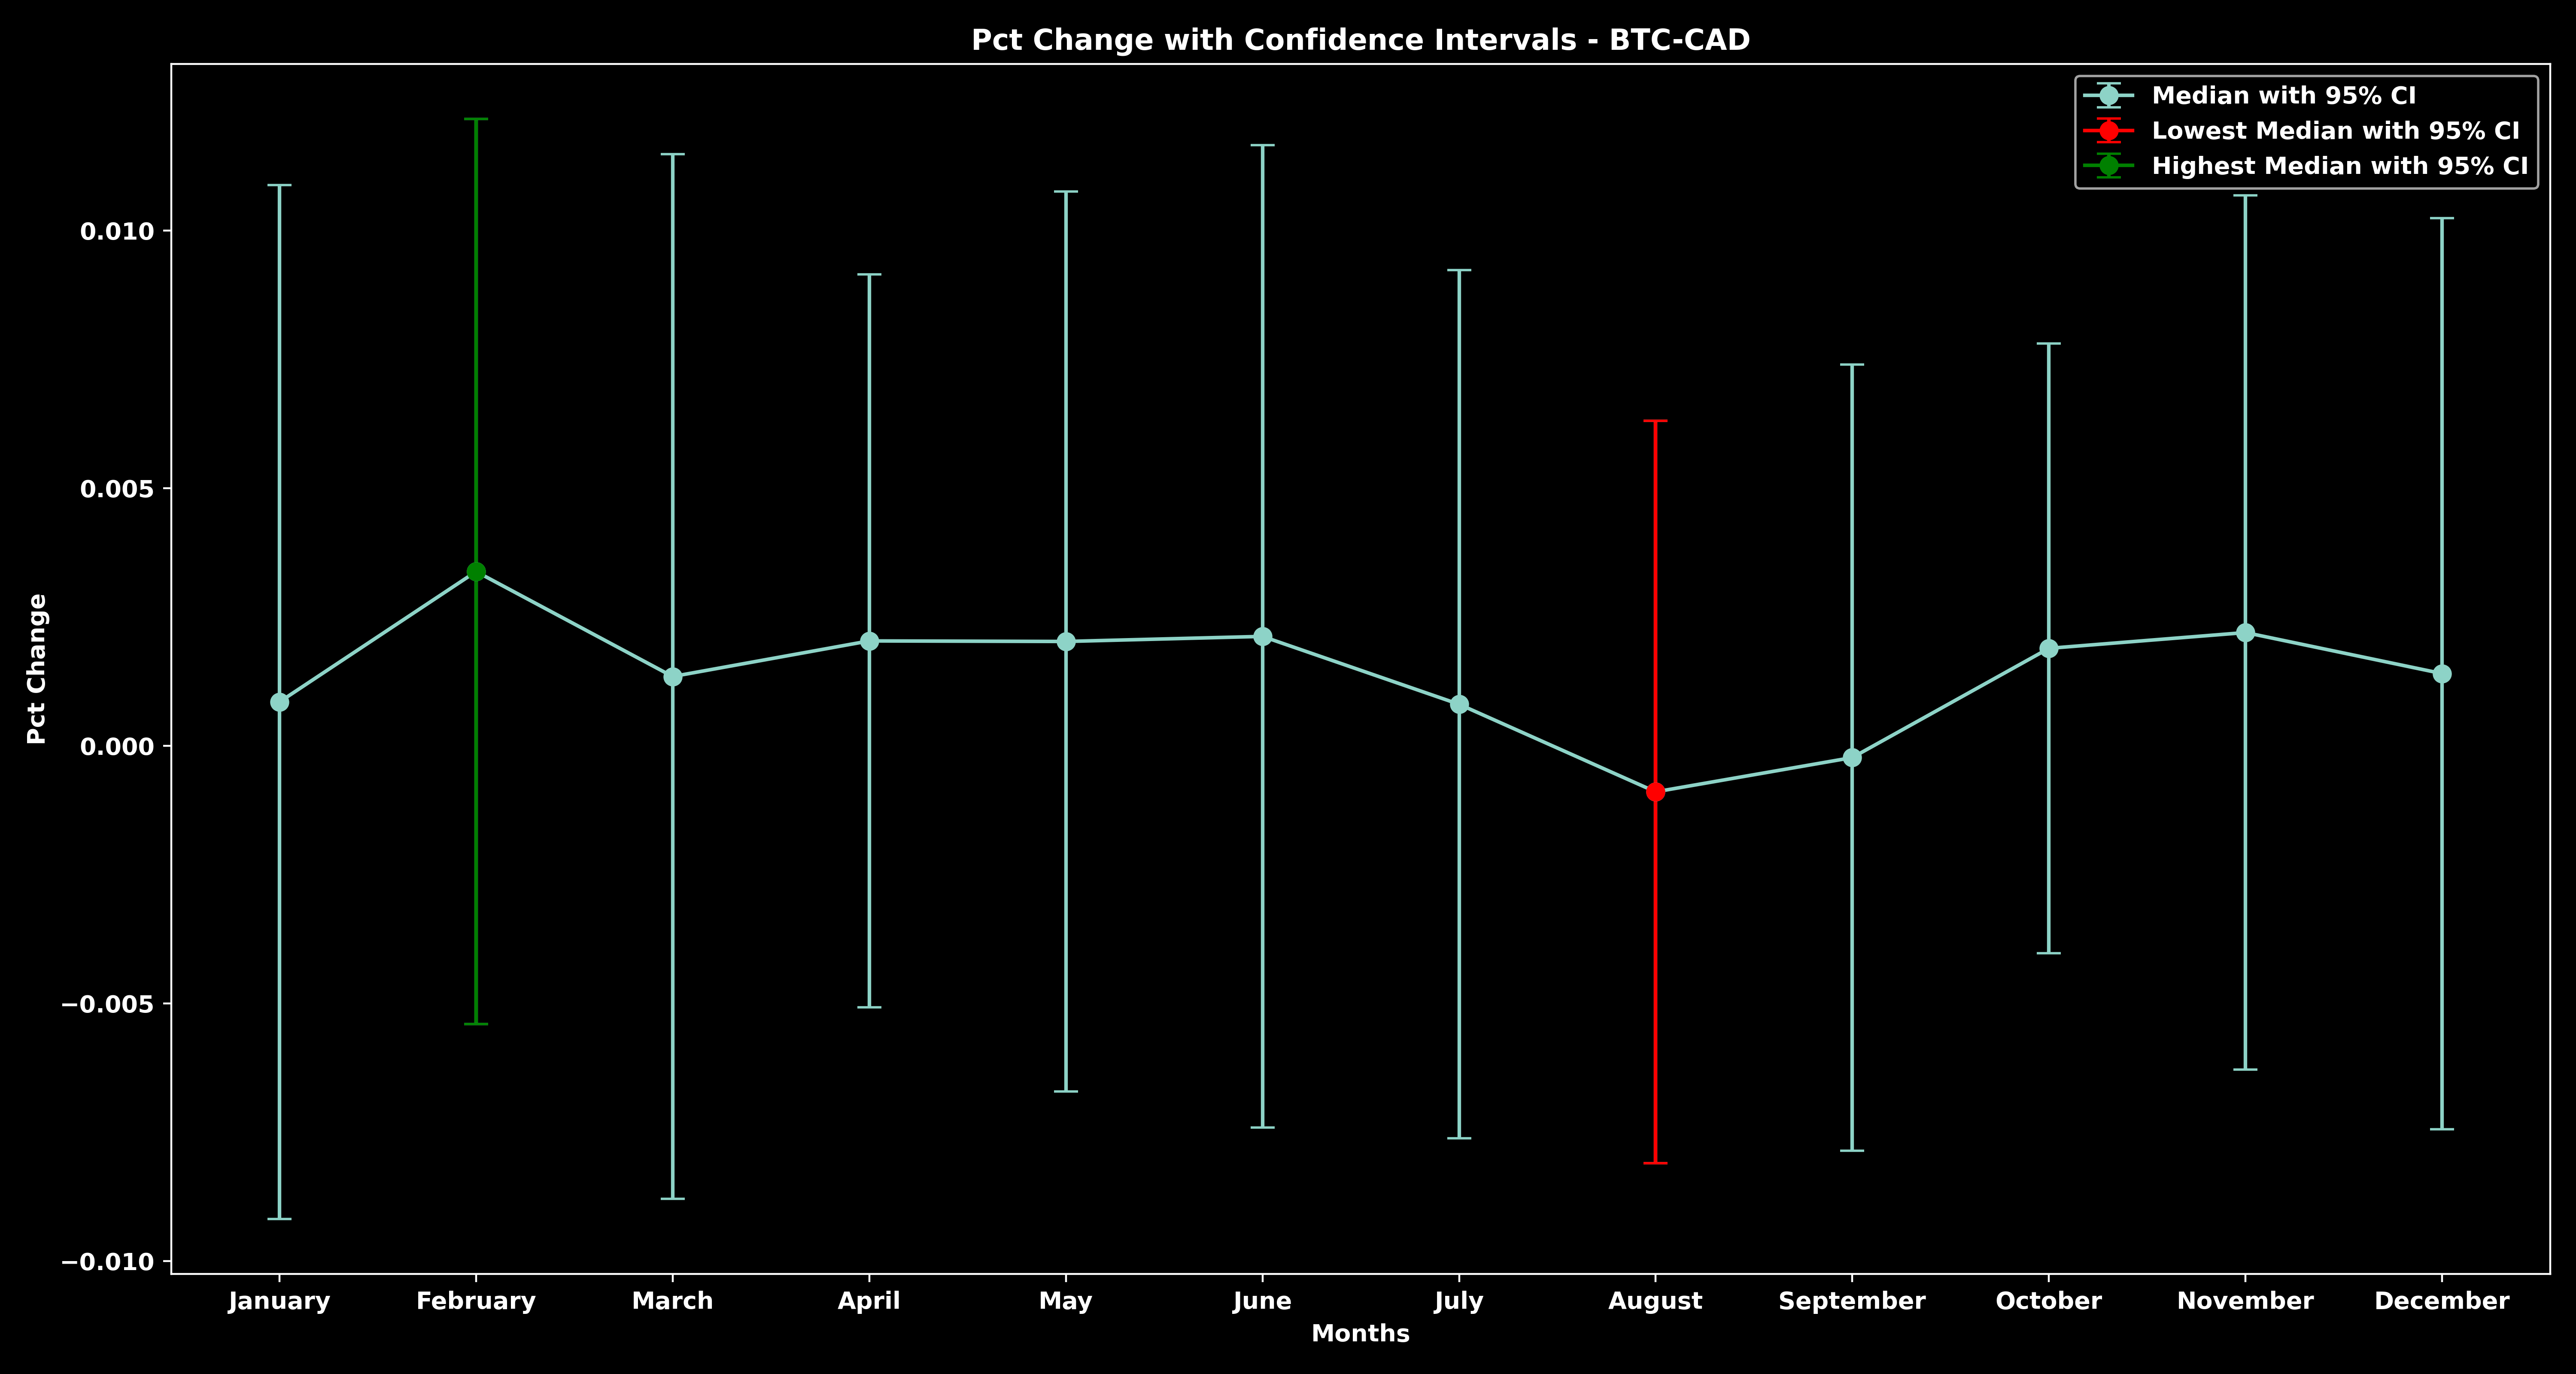 Pct Change with Confidence Intervals - BTC-CAD
Median with 95% CI
Lowest Median with 95% CI
Highest Median with 95% CI
Pct Change
0.010
0.005
0.000
−0.005
−0.010
January February March April May June July August September October November December
Months